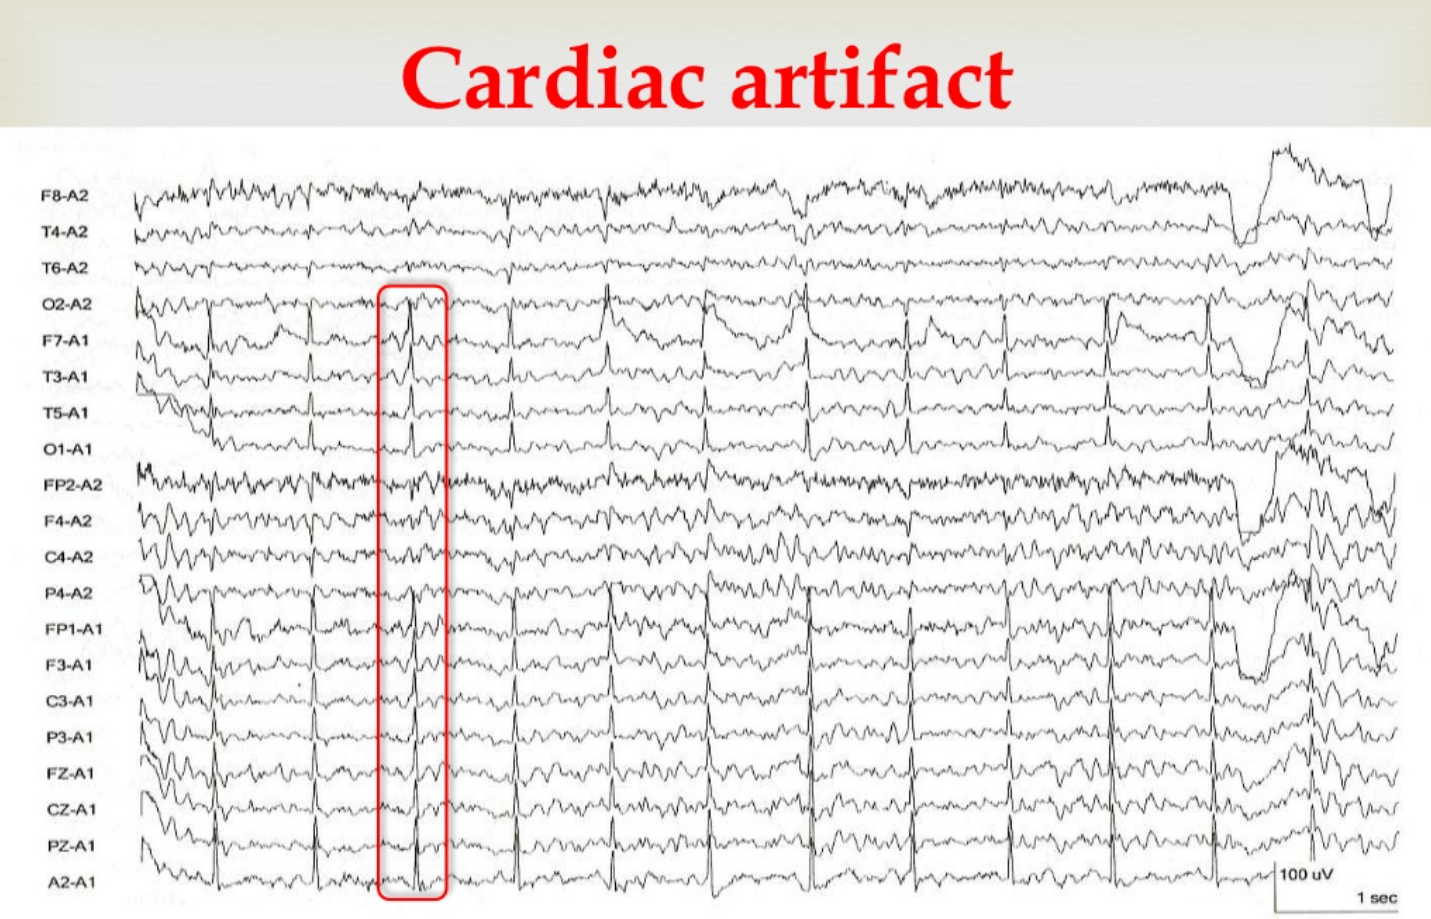 Cardiac artifact
F8-A2
T4-A2
T6-A2
O2-A2
F7-A1
T3-A1
T5-A1
O1-A1
FP2-A2
F4-A2
C4-A2
P4-A2
FP1-A1
F3-A1
C3-A1
P3-A1
FZ-A1
CZ-A1
PZ-A1
A2-A1
100 uV
1 sec